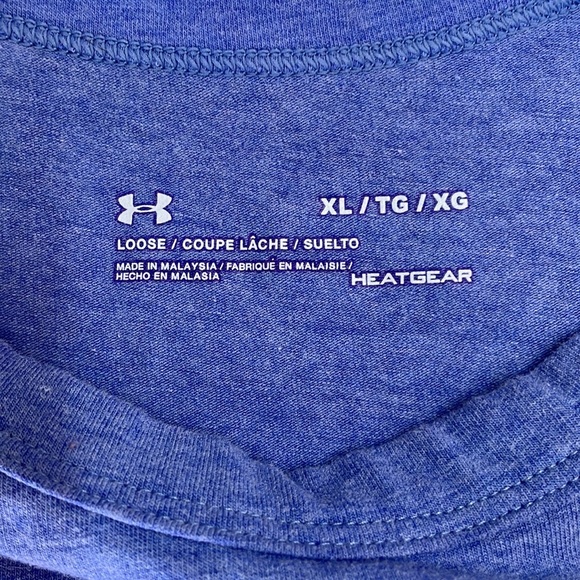 XL / TG / XG
LOOSE / COUPE LÂCHE / SUELTO
MADE IN MALAYSIA / FABRIQUÉ EN MALAISIE /
HECHO EN MALASIA
HEATGEAR